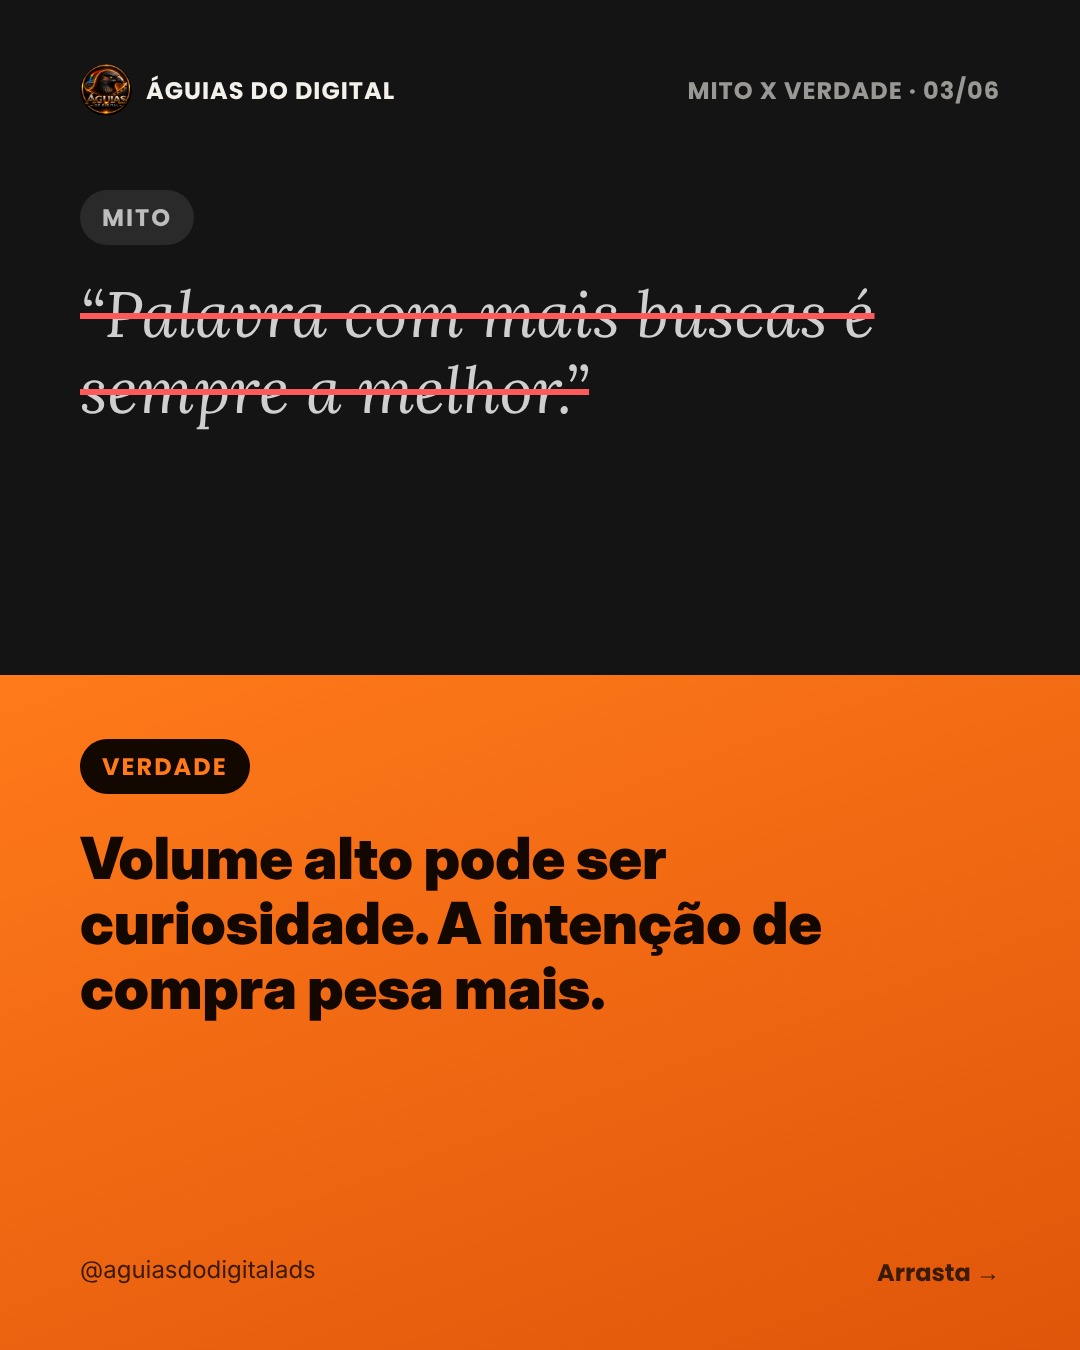 ÁGUIAS
ÁGUIAS DO DIGITAL
MITO X VERDADE · 03/06
MITO
“Palavra com mais buscas é
sempre a melhor.”
VERDADE
Volume alto pode ser
curiosidade. A intenção de
compra pesa mais.
@aguiasdodigitalads
Arrasta →